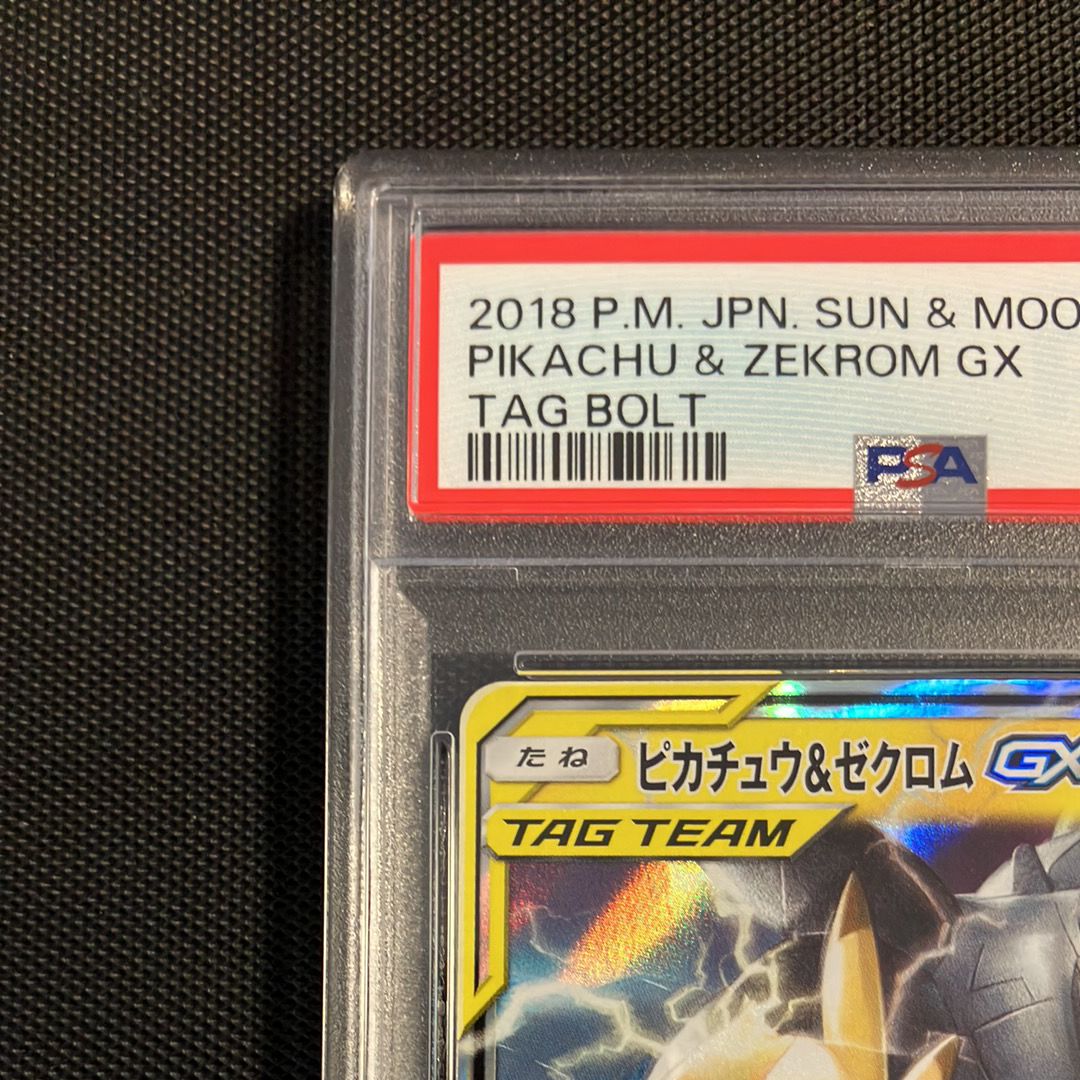 2018 P.M. JPN. SUN & MOO
PIKACHU & ZEKROM GX
TAG BOLT
PSA
たね
ピカチュウ&ゼクロム GX
TAG TEAM